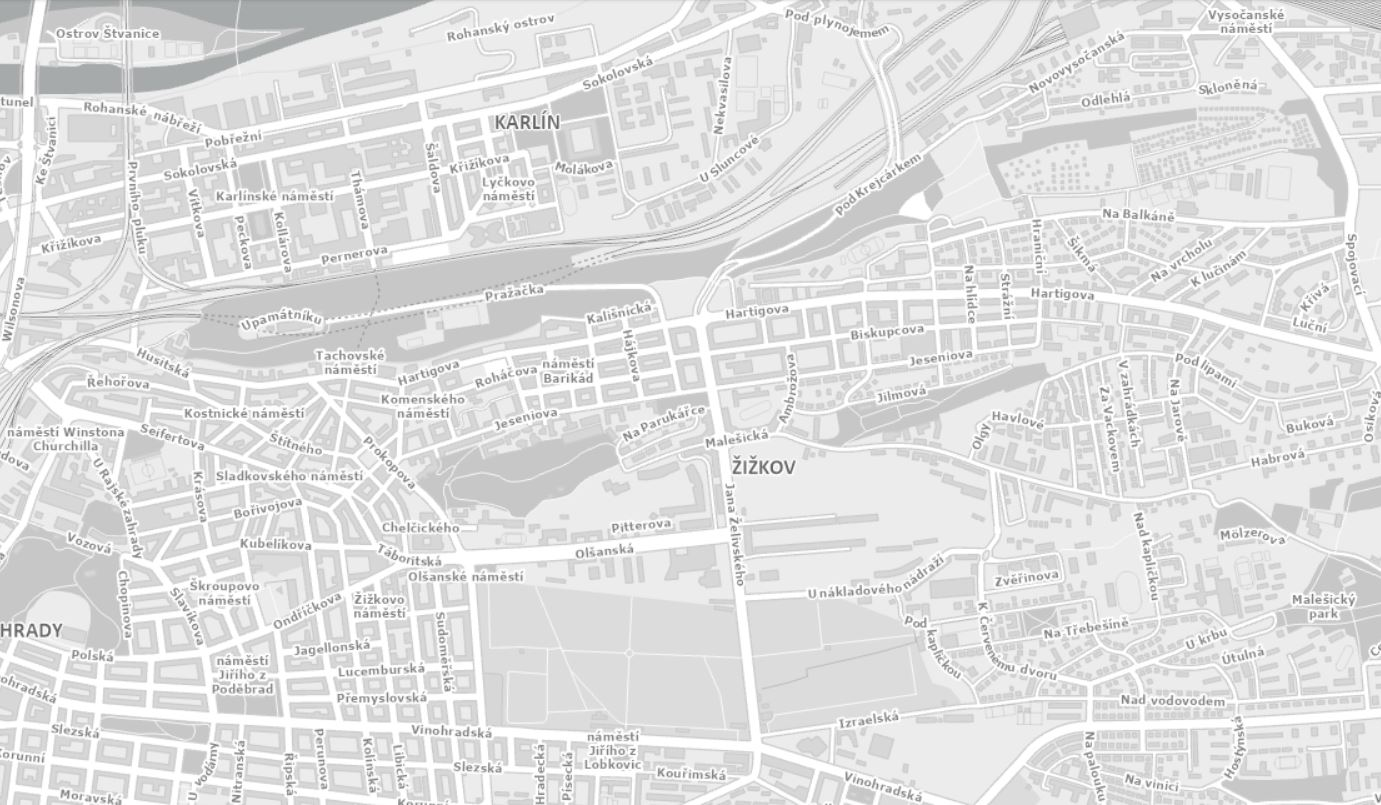 Ostrov Štvanice
Rohanský ostrov
Pod plynojemem
Vysočanské
náměstí
tunel
Rohanské nábřeží
Pobřežní
Sokolovská
Nekvasilova
Novovysočanská
Odlehlá
Skloněná
Ke Štvanici
KARLÍN
Prvního pluku
Sokolovská
Šaldova
Křižíkova
Molákova
U Sluncové
Lyčkovo
náměstí
Karlínské náměstí
Vítkova
Peckova
Kollárova
Thámova
Křižíkova
Pernerova
Pod Krejcárkem
Na Balkáně
Hraniční
Šikmá
Na vrcholu
K lučinám
Spojovací
Wilsonova
Pražačka
U památníku
Kališnická
Hartigova
Na hlídce
Strážní
Hartigova
Křivá
Luční
Husitská
Tachovské
náměstí
Hájkova
Biskupcova
Jeseniova
Řehořova
Hartigova
Roháčova
náměstí
Barikád
Ambrožova
Pod lipami
V zahrádkách
Komenského
náměstí
Kostnické náměstí
Jeseniova
Na Parukářce
Jilmová
Za Vackovem
Na Jarově
Buková
Osiková
náměstí Winstona
Churchilla
Seifertova
Štítného
Prokopova
Malešická
Olgy
Havlové
Habrová
ŽIŽKOV
U Rajské zahrady
Krásova
Sladkovského náměstí
Bořivojova
Chelčického
Pitterova
Jana Želivského
Nad kapličkou
Mölzerova
Vozová
Kubelíkova
Táboritská
Olšanská
Olšanské náměstí
Chopinova
Slavíkova
Škroupovo
náměstí
Ondříčkova
Žižkovo
náměstí
U nákladového nádraží
Zvěřinova
Malešický
park
HRADY
Sudoměřská
Pod kapličkou
K Červenému dvoru
Na Třebešíně
U krbu
Útulná
Polská
Jagellonská
náměstí
Jiřího z
Poděbrad
Lucemburská
Přemyslovská
Nad vodovodem
Slezská
Vinohradská
Izraelská
náměstí
Jiřího z
Lobkovic
Korunní
U Vodárny
Nitranská
Řipská
Perunova
Kolínská
Libická
Slezská
Hradecká
Písecká
Kouřimská
Vinohradská
Na palouku
Na vinici
Hostýnská
Moravská